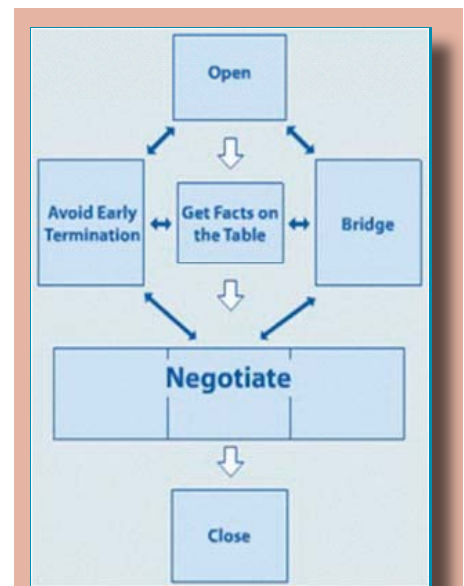 Open
Avoid Early
Termination
Get Facts on
the Table
Bridge
Negotiate
Close